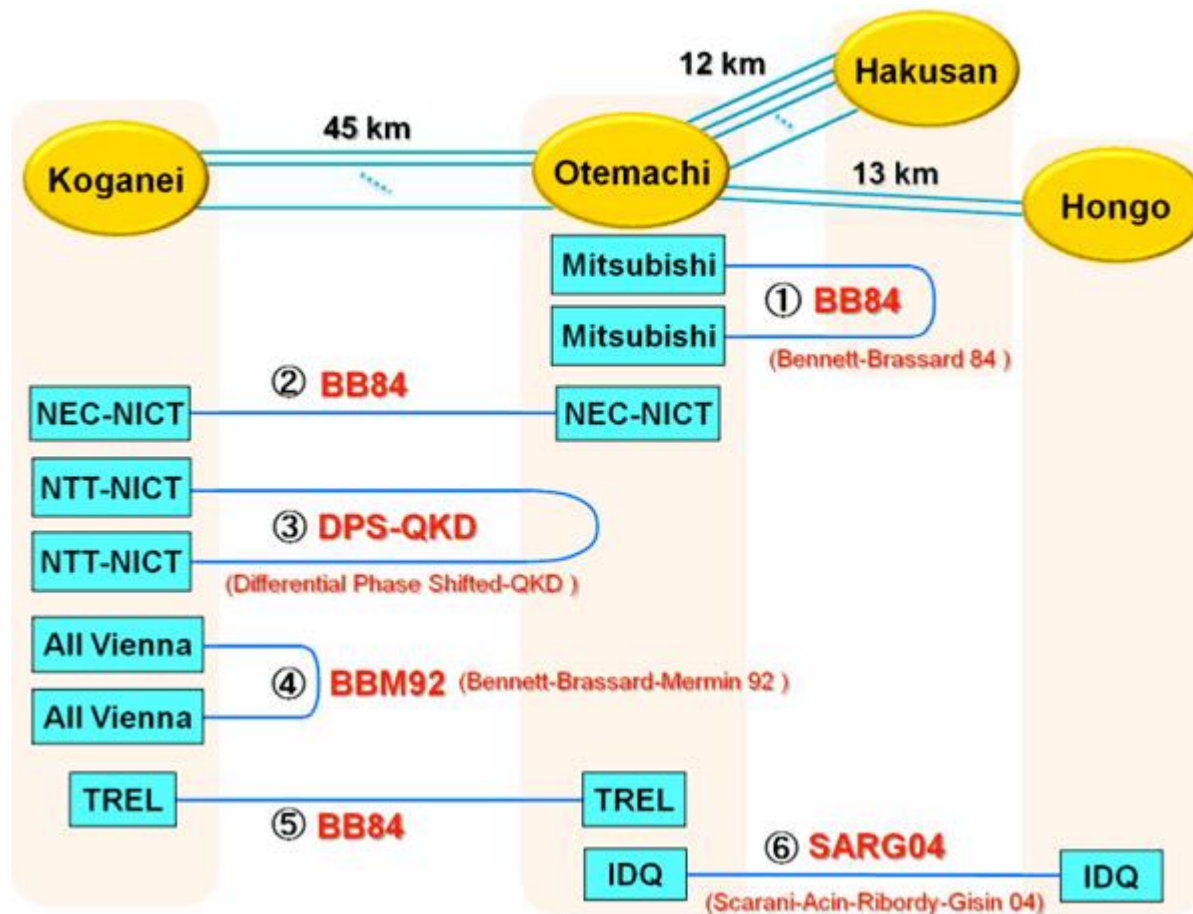 12 km
Hakusan
45 km
Koganei
Otemachi
13 km
Hongo
Mitsubishi
① BB84
Mitsubishi
(Bennett-Brassard 84 )
② BB84
NEC-NICT
NEC-NICT
NTT-NICT
③ DPS-QKD
NTT-NICT
(Differential Phase Shifted-QKD )
All Vienna
④ BBM92 (Bennett-Brassard-Mermin 92 )
All Vienna
TREL
TREL
⑤ BB84
⑥ SARG04
IDQ
IDQ
(Scarani-Acin-Ribordy-Gisin 04)